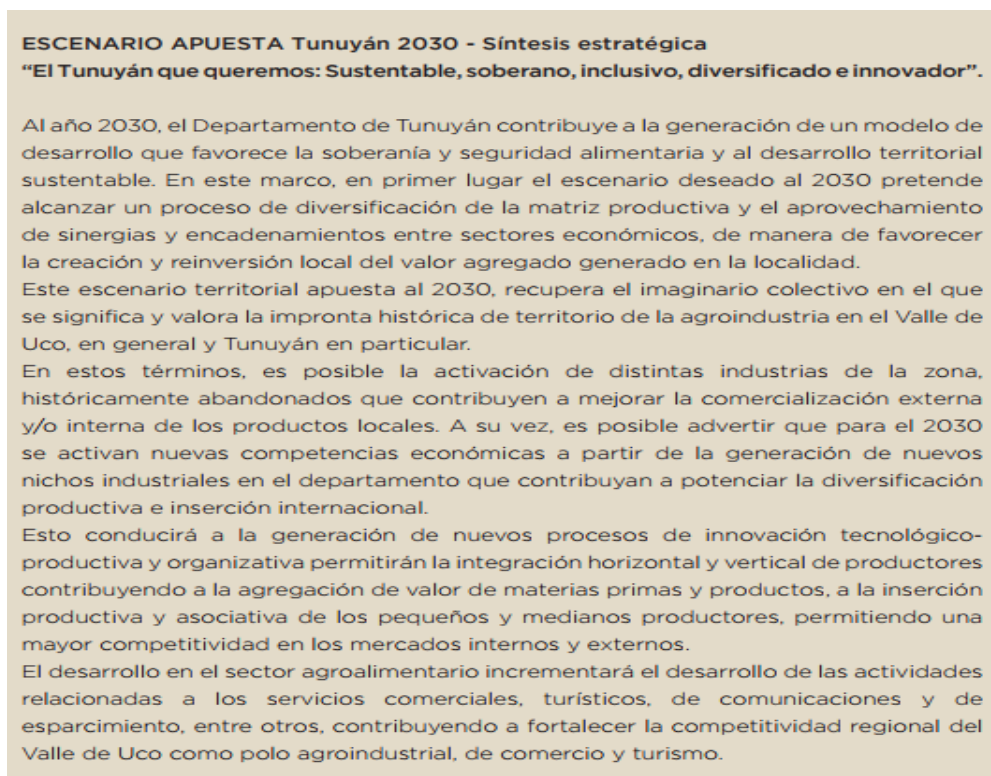 ESCENARIO APUESTA Tunuyán 2030 - Síntesis estratégica
“El Tunuyán que queremos: Sustentable, soberano, inclusivo, diversificado e innovador”.
Al año 2030, el Departamento de Tunuyán contribuye a la generación de un modelo de
desarrollo que favorece la soberanía y seguridad alimentaria y al desarrollo territorial
sustentable. En este marco, en primer lugar el escenario deseado al 2030 pretende
alcanzar un proceso de diversificación de la matriz productiva y el aprovechamiento
de sinergias y encadenamientos entre sectores económicos, de manera de favorecer
la creación y reinversión local del valor agregado generado en la localidad.
Este escenario territorial apuesta al 2030, recupera el imaginario colectivo en el que
se significa y valora la impronta histórica de territorio de la agroindustria en el Valle de
Uco, en general y Tunuyán en particular.
En estos términos, es posible la activación de distintas industrias de la zona,
históricamente abandonados que contribuyen a mejorar la comercialización externa
y/o interna de los productos locales. A su vez, es posible advertir que para el 2030
se activan nuevas competencias económicas a partir de la generación de nuevos
nichos industriales en el departamento que contribuyan a potenciar la diversificación
productiva e inserción internacional.
Esto conducirá a la generación de nuevos procesos de innovación tecnológico-
productiva y organizativa permitirán la integración horizontal y vertical de productores
contribuyendo a la agregación de valor de materias primas y productos, a la inserción
productiva y asociativa de los pequeños y medianos productores, permitiendo una
mayor competitividad en los mercados internos y externos.
El desarrollo en el sector agroalimentario incrementará el desarrollo de las actividades
relacionadas a los servicios comerciales, turísticos, de comunicaciones y de
esparcimiento, entre otros, contribuyendo a fortalecer la competitividad regional del
Valle de Uco como polo agroindustrial, de comercio y turismo.